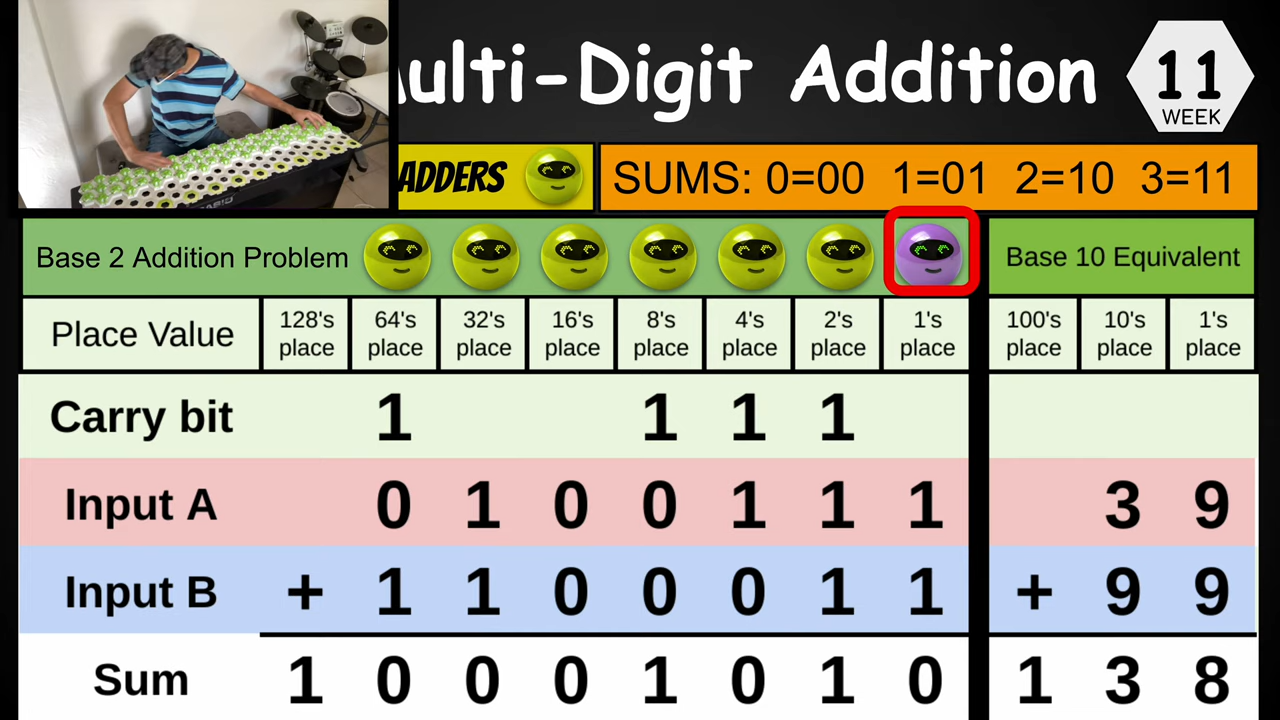 ulti-Digit Addition
11
WEEK
ADDERS
SUMS: 0=00 1=01 2=10 3=11
Base 2 Addition Problem
Base 10 Equivalent
Place Value 128's place 64's place 32's place 16's place 8's place 4's place 2's place 1's place 100's place 10's place 1's place
Carry bit 1 1 1 1
Input A 0 1 0 0 1 1 1 3 9
Input B + 1 1 0 0 0 1 1 + 9 9
Sum 1 0 0 0 1 0 1 0 1 3 8